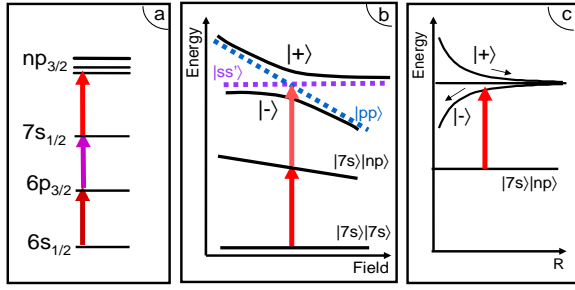 a
np3/2
7s1/2
6p3/2
6s1/2
b
Energy
|+⟩
|ss'⟩
|-⟩
|pp⟩
|7s⟩|np⟩
|7s⟩|7s⟩
Field
c
Energy
|+⟩
|-⟩
|7s⟩|np⟩
R